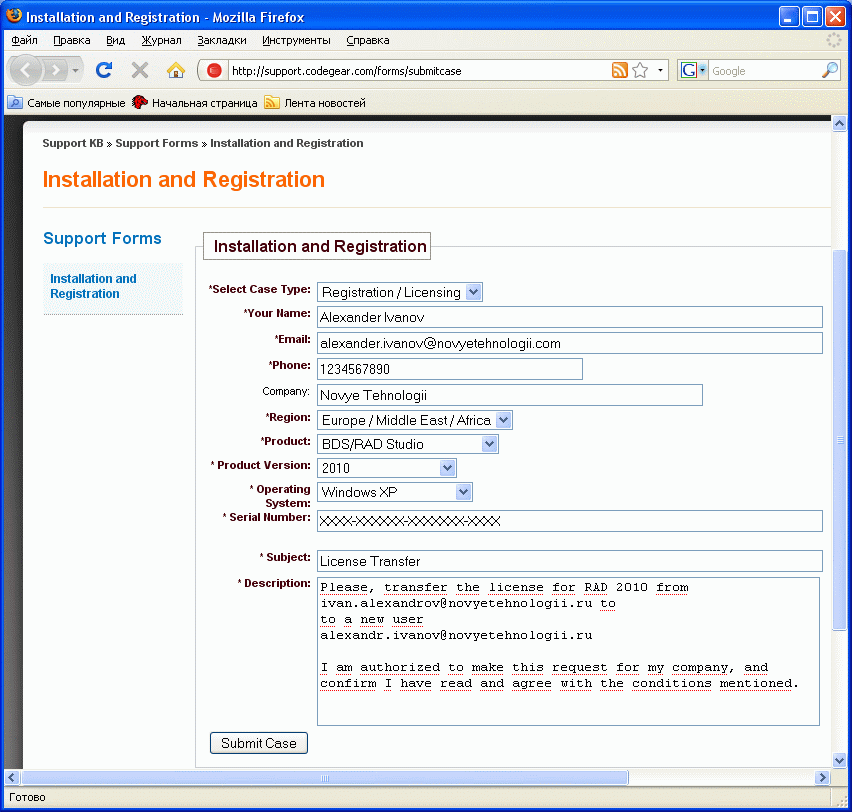 Installation and Registration - Mozilla Firefox
Файл Правка Вид Журнал Закладки Инструменты Справка
http://support.codegear.com/forms/submitcase
G Google
Самые популярные Начальная страница Лента новостей
Support KB » Support Forms » Installation and Registration
Installation and Registration
Support Forms
Installation and
Registration
Installation and Registration
*Select Case Type: Registration / Licensing
*Your Name: Alexander Ivanov
*Email: alexander.ivanov@novyetehnologii.com
*Phone: 1234567890
Company: Novye Tehnologii
*Region: Europe / Middle East / Africa
*Product: BDS/RAD Studio
* Product Version: 2010
* Operating
System: Windows XP
* Serial Number: XXXX-XXXXXX-XXXXXXX-XXXX
* Subject: License Transfer
* Description: Please, transfer the license for RAD 2010 from
ivan.alexandrov@novyetehnologii.ru to
to a new user
alexandr.ivanov@novyetehnologii.ru
I am authorized to make this request for my company, and
confirm I have read and agree with the conditions mentioned.
Submit Case
Готово